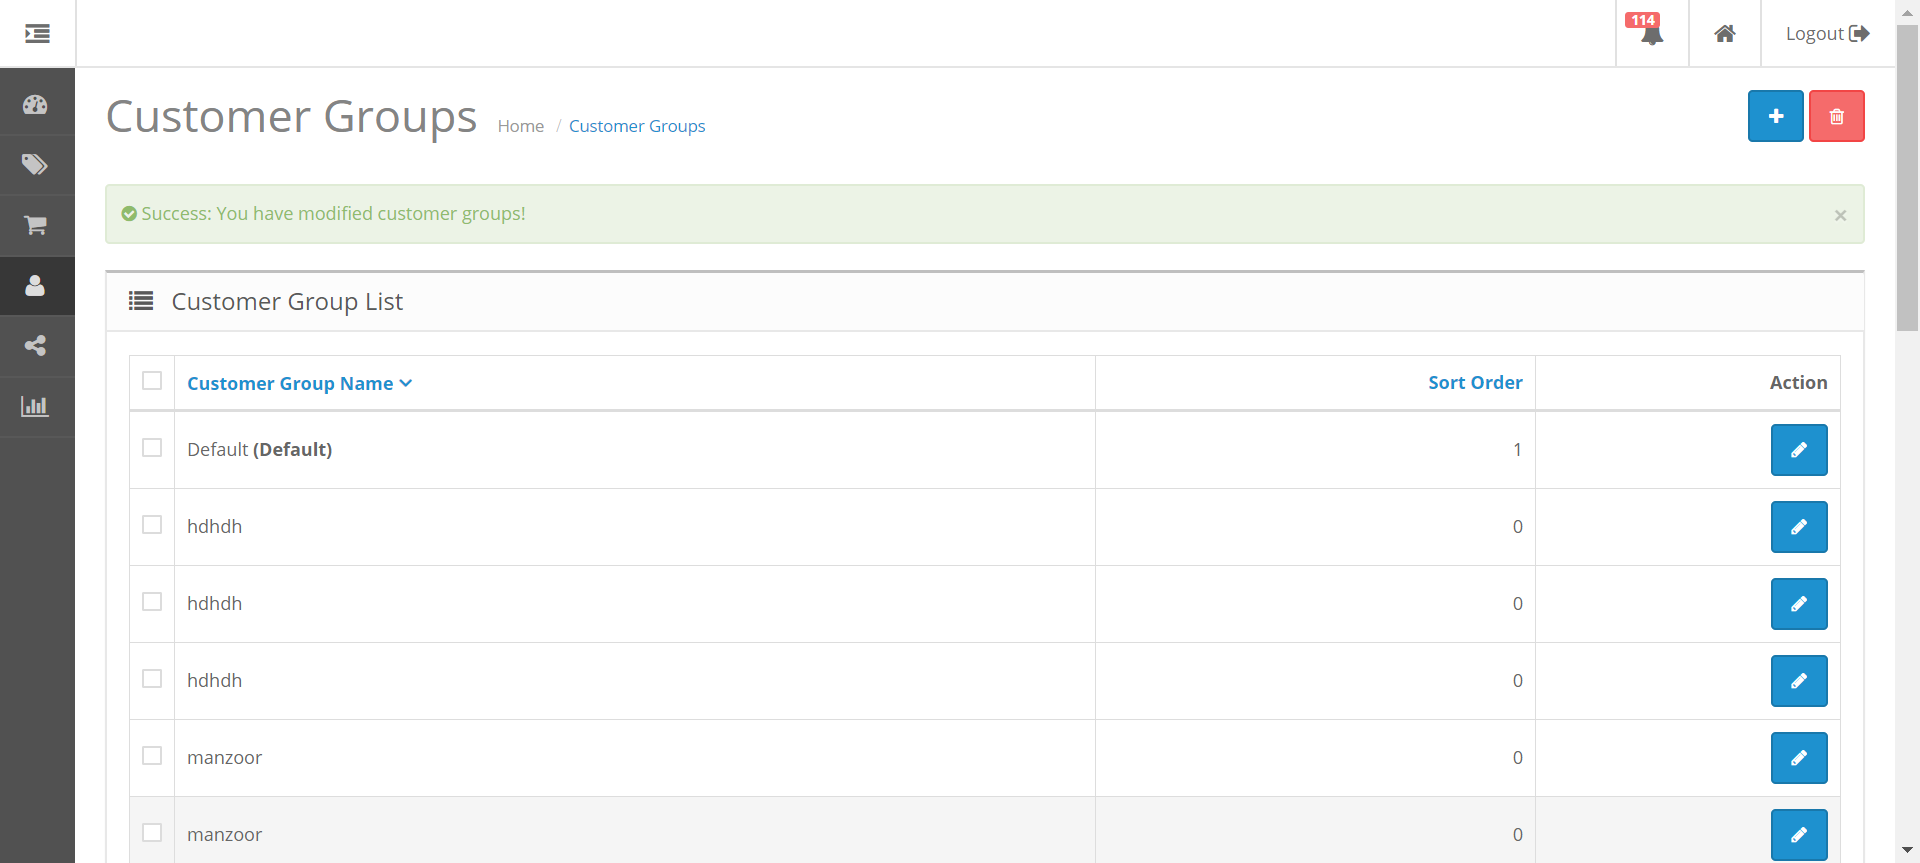 114
Logout
Customer Groups
Home / Customer Groups
Success: You have modified customer groups!
×
Customer Group List
Customer Group Name Sort Order Action
Default (Default) 1
hdhdh 0
hdhdh 0
hdhdh 0
manzoor 0
manzoor 0